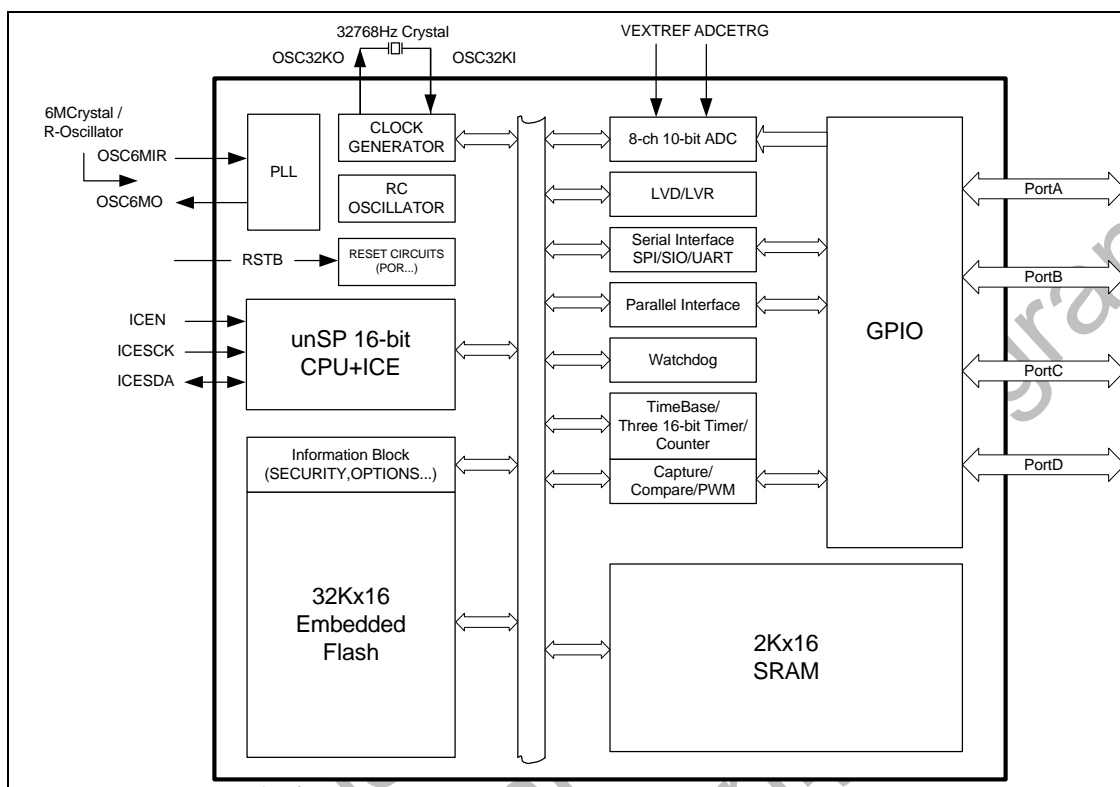 32768Hz Crystal
OSC32KO
OSC32KI
VEXTREF ADCETRG
6MCrystal /
R-Oscillator
OSC6MIR
OSC6MO
PLL
CLOCK
GENERATOR
RC
OSCILLATOR
RSTB
RESET CIRCUITS
(POR...)
ICEN
ICESCK
ICESDA
unSP 16-bit
CPU+ICE
Information Block
(SECURITY,OPTIONS...)
32Kx16
Embedded
Flash
8-ch 10-bit ADC
LVD/LVR
Serial Interface
SPI/SIO/UART
Parallel Interface
Watchdog
TimeBase/
Three 16-bit Timer/
Counter
Capture/
Compare/PWM
GPIO
PortA
PortB
PortC
PortD
2Kx16
SRAM